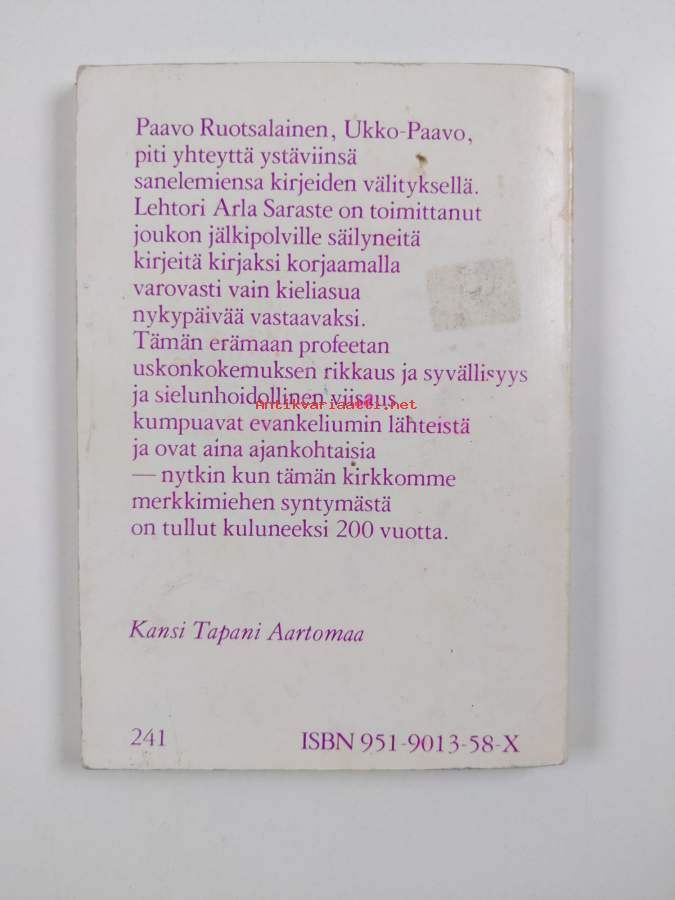 Paavo Ruotsalainen, Ukko-Paavo,
piti yhteyttä ystäviinsä
sanelemiensa kirjeiden välityksellä.
Lehtori Arla Saraste on toimittanut
joukon jälkipolville säilyneitä
kirjeitä kirjaksi korjaamalla
varovasti vain kieliasua
nykypäivää vastaavaksi.
Tämän erämaan profeetan
uskonkokemuksen rikkaus ja syvällisyys
ja sielunhoidollinen viisaus
Antikvariaatti.net
kumpuavat evankeliumin lähteistä
ja ovat aina ajankohtaisia
— nytkin kun tämän kirkkomme
merkkimiehen syntymästä
on tullut kuluneeksi 200 vuotta.
Kansi Tapani Aartomaa
241
ISBN 951-9013-58-X